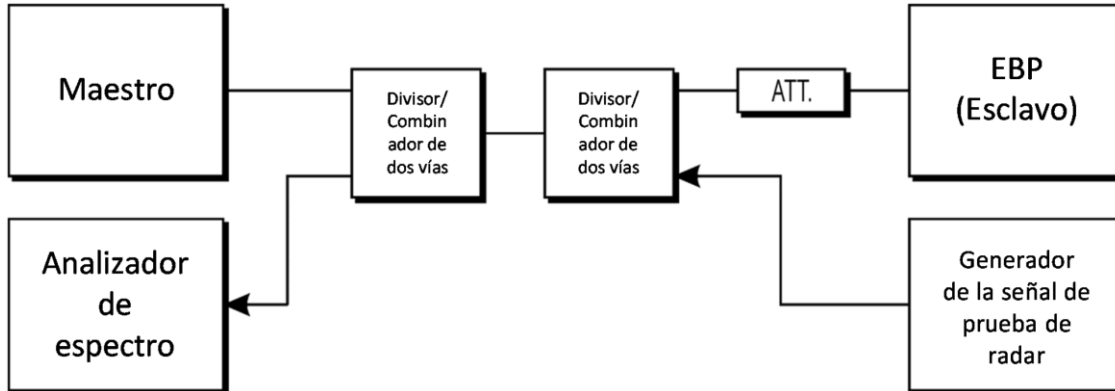 Maestro
Divisor/
Combin
ador de
dos vías
Divisor/
Combin
ador de
dos vías
ATT.
EBP
(Esclavo)
Analizador
de
espectro
Generador
de la señal de
prueba de
radar